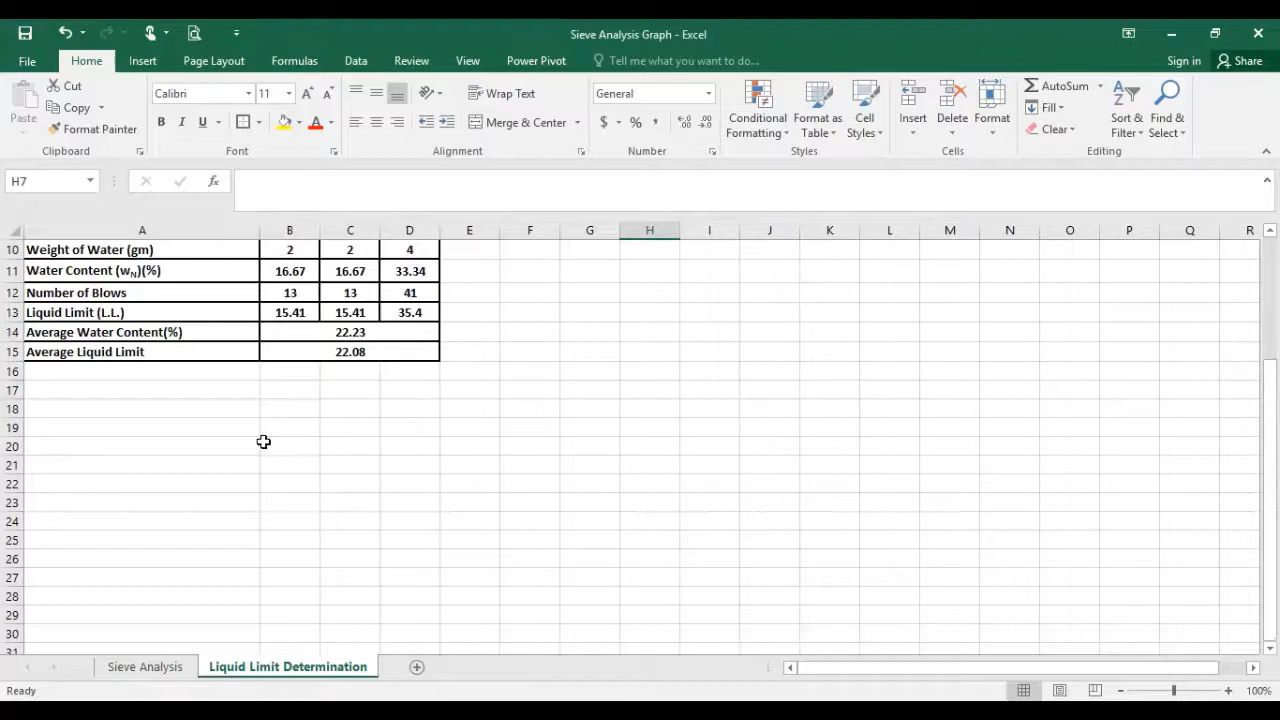 Sieve Analysis Graph - Excel
File Home Insert Page Layout Formulas Data Review View Power Pivot Tell me what you want to do... Sign in Share
Paste
Cut
Copy
Format Painter
Clipboard
Calibri 11
B I U
Font
Wrap Text
Merge & Center
Alignment
General
$ % ,
Number
Conditional Formatting
Format as Table
Cell Styles
Styles
Insert Delete Format
Cells
AutoSum
Fill
Clear
Sort & Filter
Find & Select
Editing
H7 fx
A B C D E F G H I J K L M N O P Q R
10 Weight of Water (gm) 2 2 4
11 Water Content (wN)(%) 16.67 16.67 33.34
12 Number of Blows 13 13 41
13 Liquid Limit (L.L.) 15.41 15.41 35.4
14 Average Water Content(%) 22.23
15 Average Liquid Limit 22.08
16
17
18
19
20
21
22
23
24
25
26
27
28
29
30
31
Sieve Analysis Liquid Limit Determination
Ready 100%